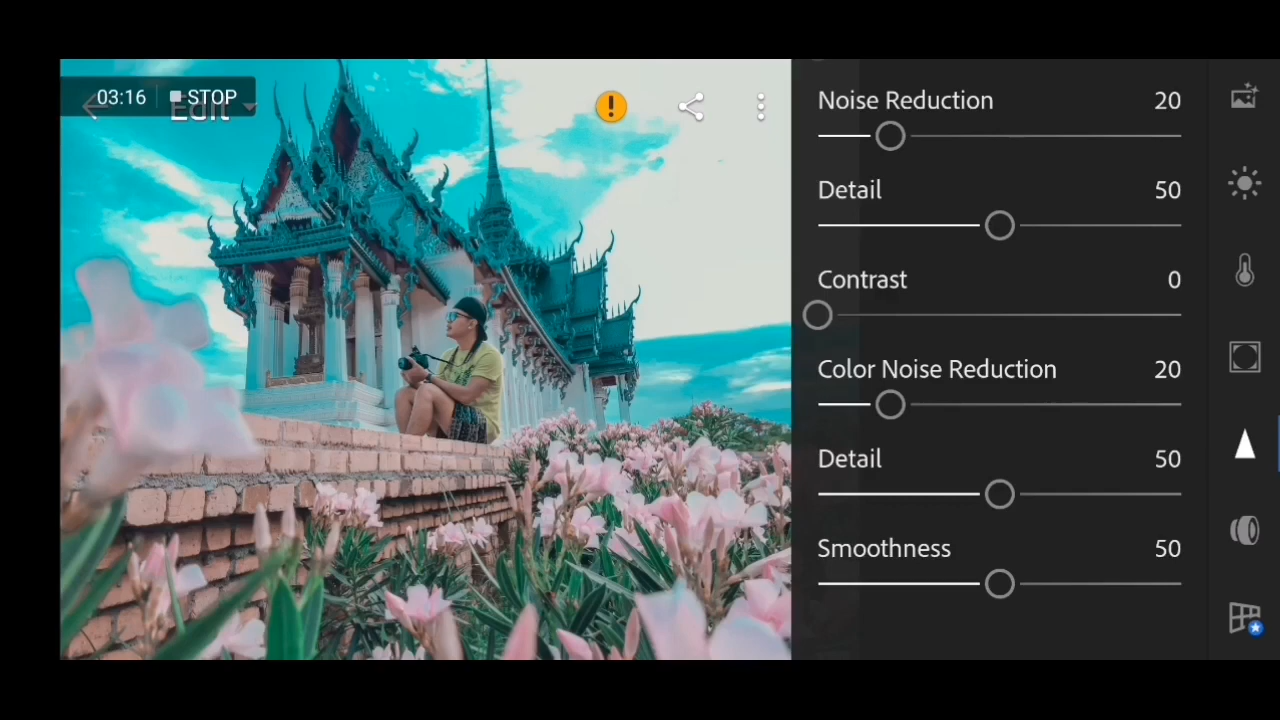 03:16 STOP
Edit
Noise Reduction 20
Detail 50
Contrast 0
Color Noise Reduction 20
Detail 50
Smoothness 50